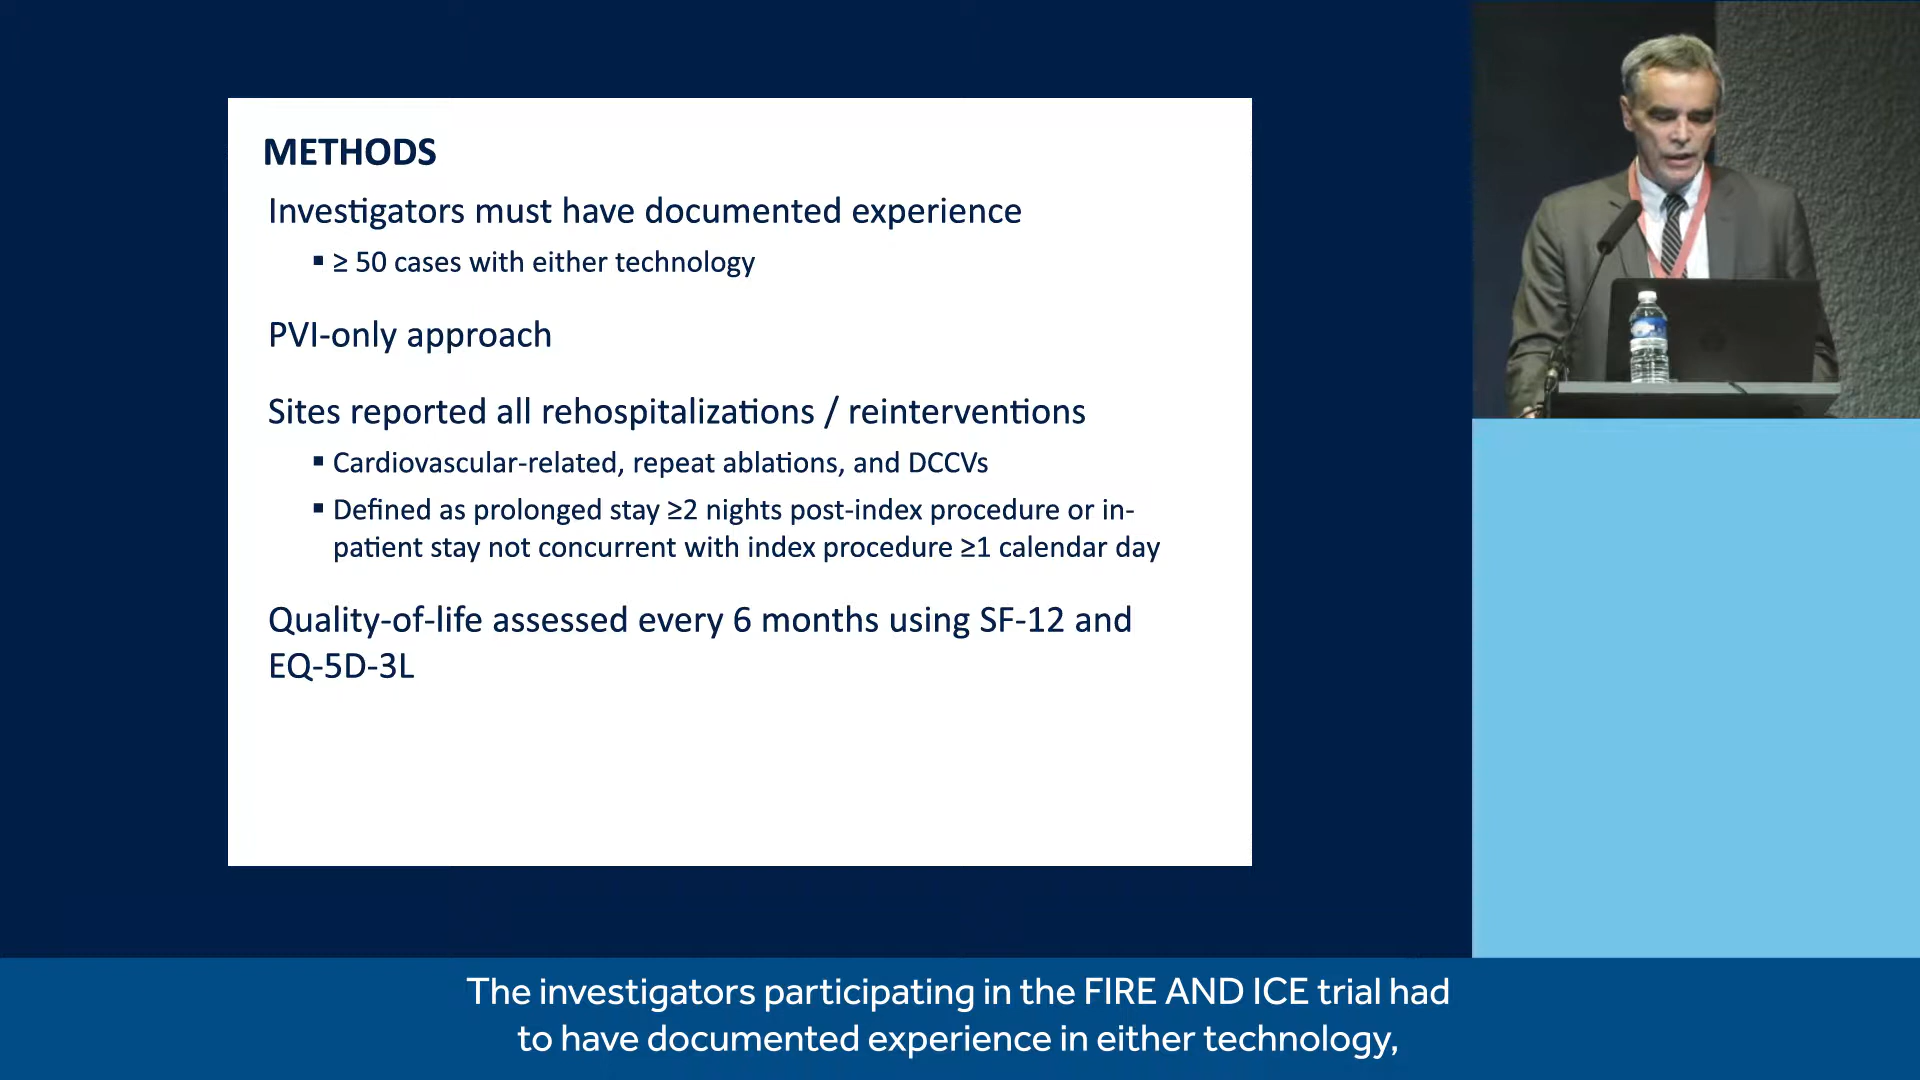 METHODS
Investigators must have documented experience
▪ ≥ 50 cases with either technology
PVI-only approach
Sites reported all rehospitalizations / reinterventions
▪ Cardiovascular-related, repeat ablations, and DCCVs
▪ Defined as prolonged stay ≥2 nights post-index procedure or in-
patient stay not concurrent with index procedure ≥1 calendar day
Quality-of-life assessed every 6 months using SF-12 and
EQ-5D-3L
The investigators participating in the FIRE AND ICE trial had
to have documented experience in either technology,